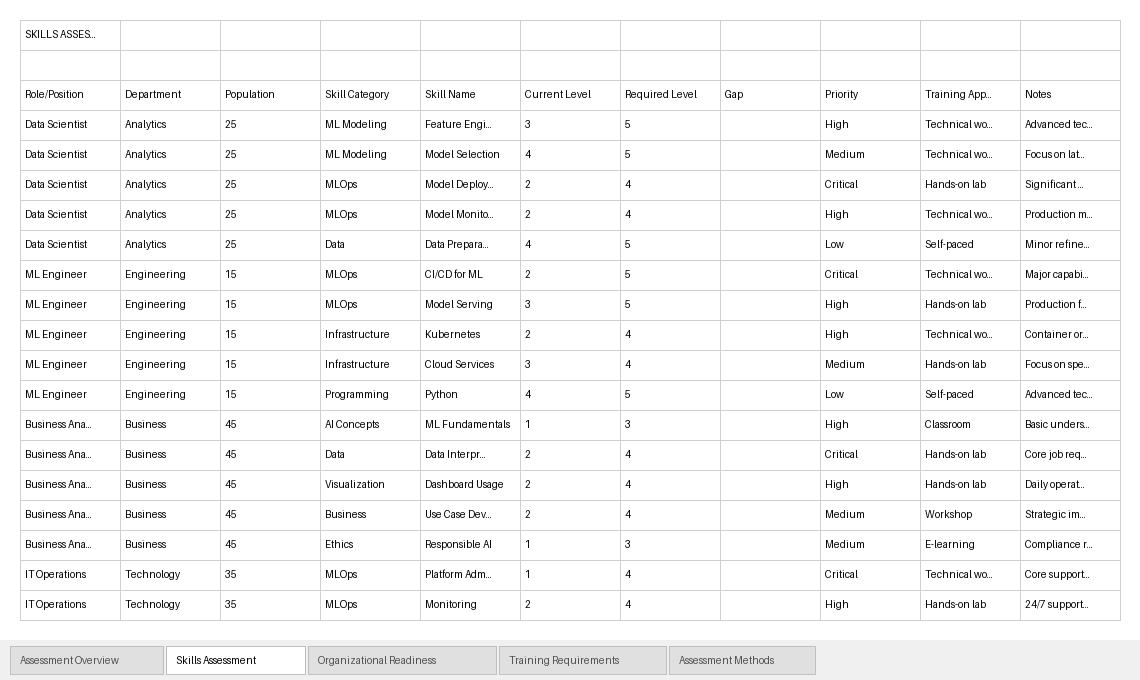 SKILLS ASSES...
Role/Position Department Population Skill Category Skill Name Current Level Required Level Gap Priority Training App... Notes
Data Scientist Analytics 25 ML Modeling Feature Engi... 3 5 High Technical wo... Advanced tec...
Data Scientist Analytics 25 ML Modeling Model Selection 4 5 Medium Technical wo... Focus on lat...
Data Scientist Analytics 25 MLOps Model Deploy... 2 4 Critical Hands-on lab Significant ...
Data Scientist Analytics 25 MLOps Model Monito... 2 4 High Technical wo... Production m...
Data Scientist Analytics 25 Data Data Prepara... 4 5 Low Self-paced Minor refine...
ML Engineer Engineering 15 MLOps CI/CD for ML 2 5 Critical Technical wo... Major capabi...
ML Engineer Engineering 15 MLOps Model Serving 3 5 High Hands-on lab Production f...
ML Engineer Engineering 15 Infrastructure Kubernetes 2 4 High Technical wo... Container or...
ML Engineer Engineering 15 Infrastructure Cloud Services 3 4 Medium Hands-on lab Focus on spe...
ML Engineer Engineering 15 Programming Python 4 5 Low Self-paced Advanced tec...
Business Ana... Business 45 AI Concepts ML Fundamentals 1 3 High Classroom Basic unders...
Business Ana... Business 45 Data Data Interpr... 2 4 Critical Hands-on lab Core job req...
Business Ana... Business 45 Visualization Dashboard Usage 2 4 High Hands-on lab Daily operat...
Business Ana... Business 45 Business Use Case Dev... 2 4 Medium Workshop Strategic im...
Business Ana... Business 45 Ethics Responsible AI 1 3 Medium E-learning Compliance r...
IT Operations Technology 35 MLOps Platform Adm... 1 4 Critical Technical wo... Core support...
IT Operations Technology 35 MLOps Monitoring 2 4 High Hands-on lab 24/7 support...
Assessment Overview Skills Assessment Organizational Readiness Training Requirements Assessment Methods